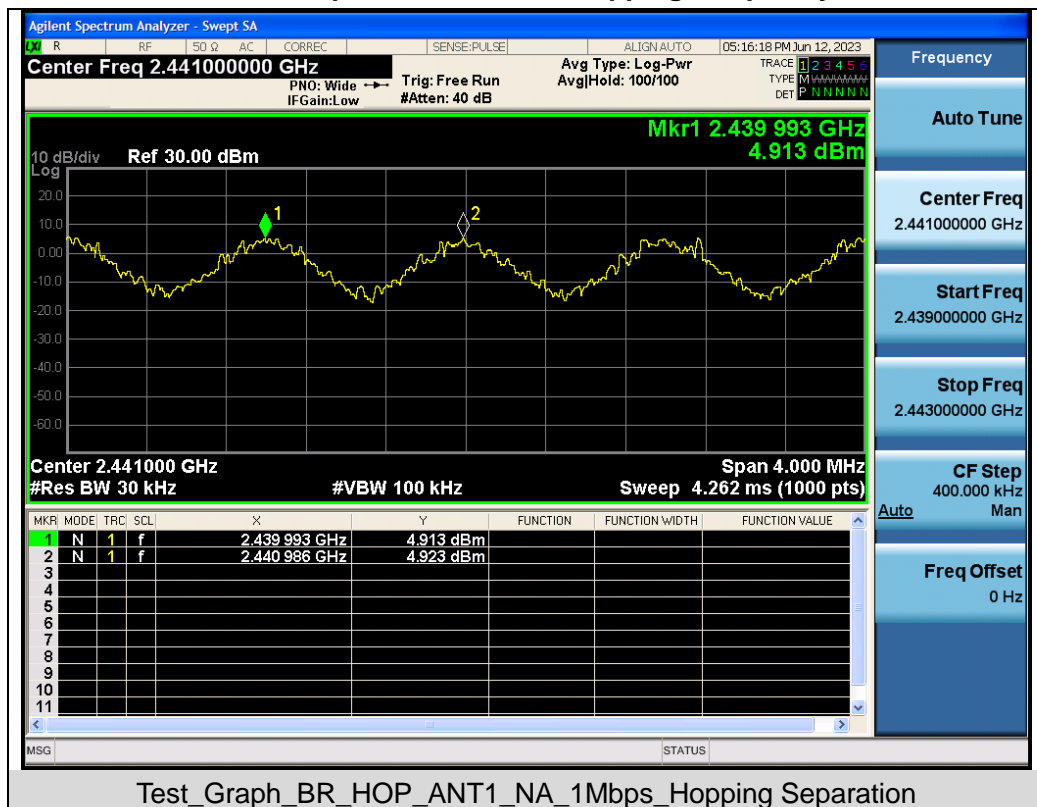 Agilent Spectrum Analyzer - Swept SA
LXI R RF 50 Ω AC CORREC SENSE:PULSE ALIGN AUTO 05:16:18 PM Jun 12, 2023
Center Freq 2.441000000 GHz
PNO: Wide
IFGain:Low
Trig: Free Run
#Atten: 40 dB
Avg Type: Log-Pwr
Avg|Hold: 100/100
TRACE 1 2 3 4 5 6
TYPE M WWWWW
DET P N N N N N
Mkr1 2.439 993 GHz
4.913 dBm
10 dB/div Ref 30.00 dBm
Log
20.0
10.0
0.00
-10.0
-20.0
-30.0
-40.0
-50.0
-60.0
1
2
Center 2.441000 GHz Span 4.000 MHz
#Res BW 30 kHz #VBW 100 kHz Sweep 4.262 ms (1000 pts)
MKR MODE TRC SCL X Y FUNCTION FUNCTION WIDTH FUNCTION VALUE
1 N 1 f 2.439 993 GHz 4.913 dBm
2 N 1 f 2.440 986 GHz 4.923 dBm
3
4
5
6
7
8
9
10
11
MSG STATUS
Frequency
Auto Tune
Center Freq
2.441000000 GHz
Start Freq
2.439000000 GHz
Stop Freq
2.443000000 GHz
CF Step
400.000 kHz
Auto Man
Freq Offset
0 Hz
Test_Graph_BR_HOP_ANT1_NA_1Mbps_Hopping Separation